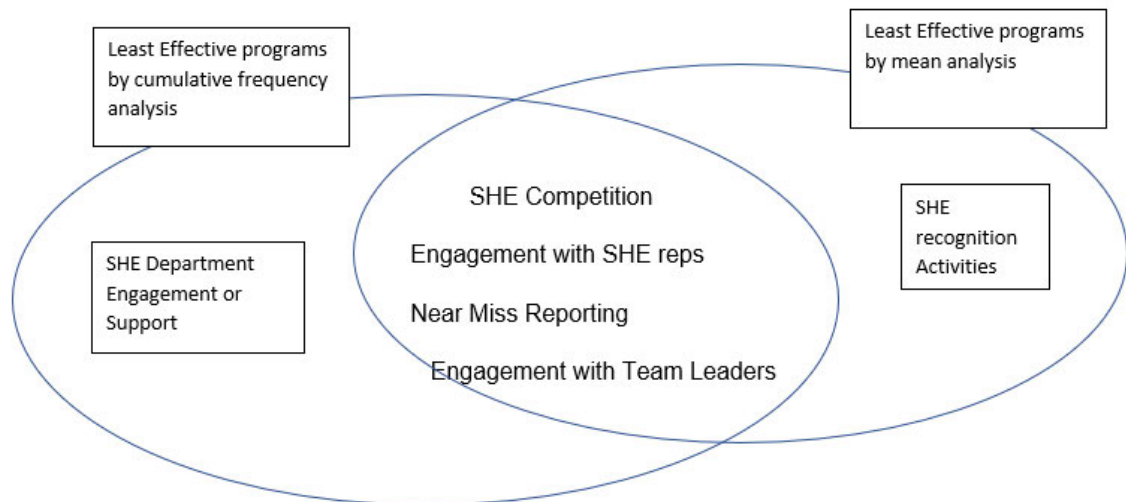 Least Effective programs
by cumulative frequency
analysis
Least Effective programs
by mean analysis
SHE Competition
Engagement with SHE reps
Near Miss Reporting
Engagement with Team Leaders
SHE Department
Engagement or
Support
SHE
recognition
Activities